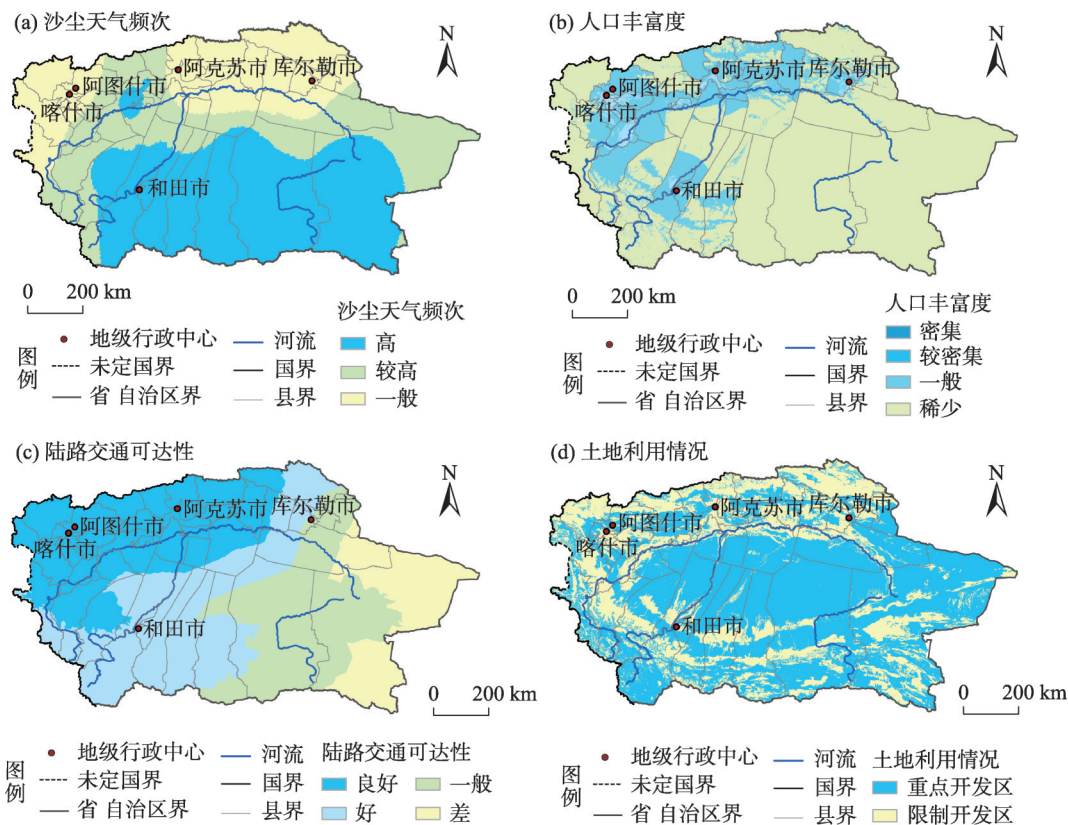 (a) 沙尘天气频次
N
阿图什市
喀什市
阿克苏市
库尔勒市
和田市
0 200 km
图例
地级行政中心
未定国界
省 自治区界
河流
国界
县界
沙尘天气频次
高
较高
一般
(b) 人口丰富度
N
阿图什市
喀什市
阿克苏市
库尔勒市
和田市
0 200 km
图例
地级行政中心
未定国界
省 自治区界
河流
国界
县界
人口丰富度
密集
较密集
一般
稀少
(c) 陆路交通可达性
N
阿图什市
喀什市
阿克苏市
库尔勒市
和田市
0 200 km
图例
地级行政中心
未定国界
省 自治区界
河流
国界
县界
陆路交通可达性
良好 一般
好 差
(d) 土地利用情况
N
阿图什市
喀什市
阿克苏市
库尔勒市
和田市
0 200 km
图例
地级行政中心
未定国界
省 自治区界
河流
国界
县界
土地利用情况
重点开发区
限制开发区